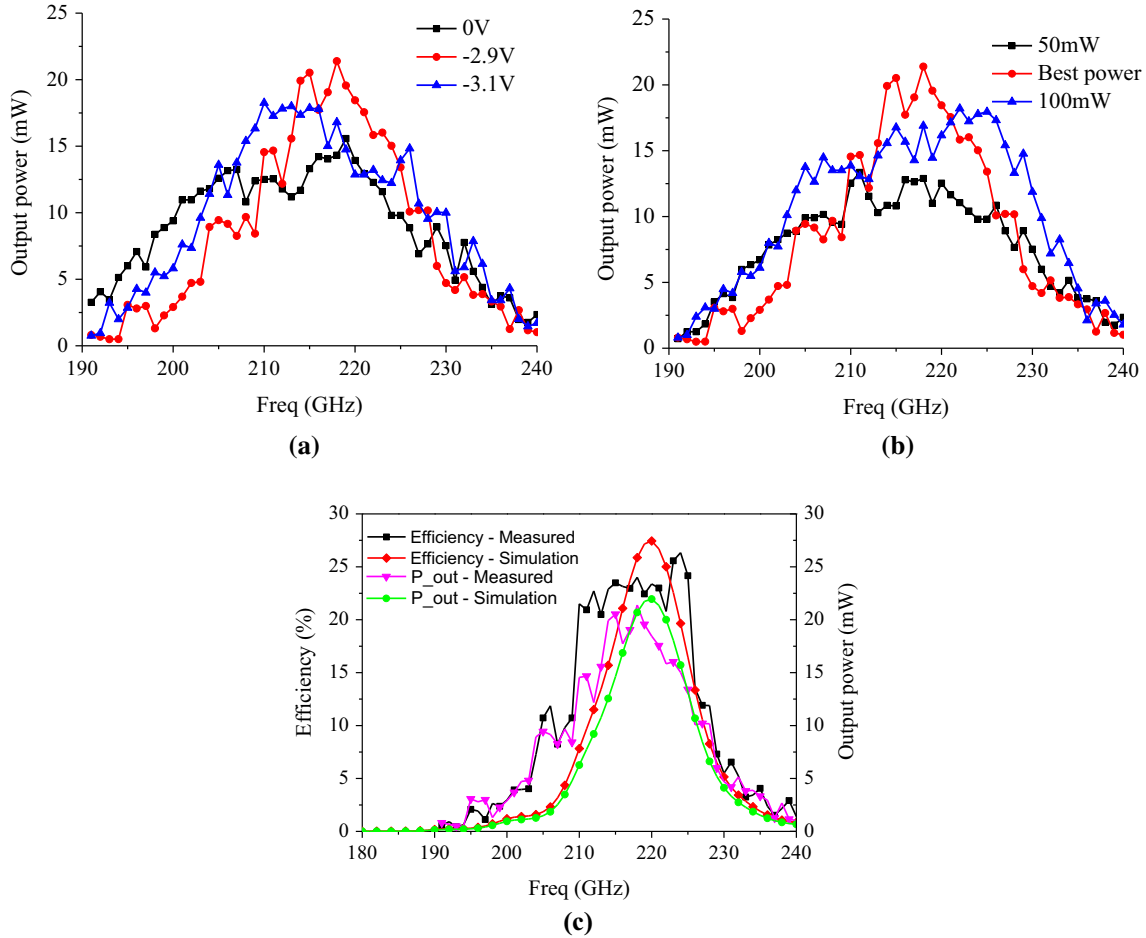 0V
-2.9V
-3.1V
Output power (mW)
25
20
15
10
5
0
190
200
210
220
230
240
Freq (GHz)
(a)
50mW
Best power
100mW
Output power (mW)
25
20
15
10
5
0
190
200
210
220
230
240
Freq (GHz)
(b)
Efficiency - Measured
Efficiency - Simulation
P_out - Measured
P_out - Simulation
Efficiency (%)
30
25
20
15
10
5
0
30
25
20
15
10
5
0
Output power (mW)
180
190
200
210
220
230
240
Freq (GHz)
(c)